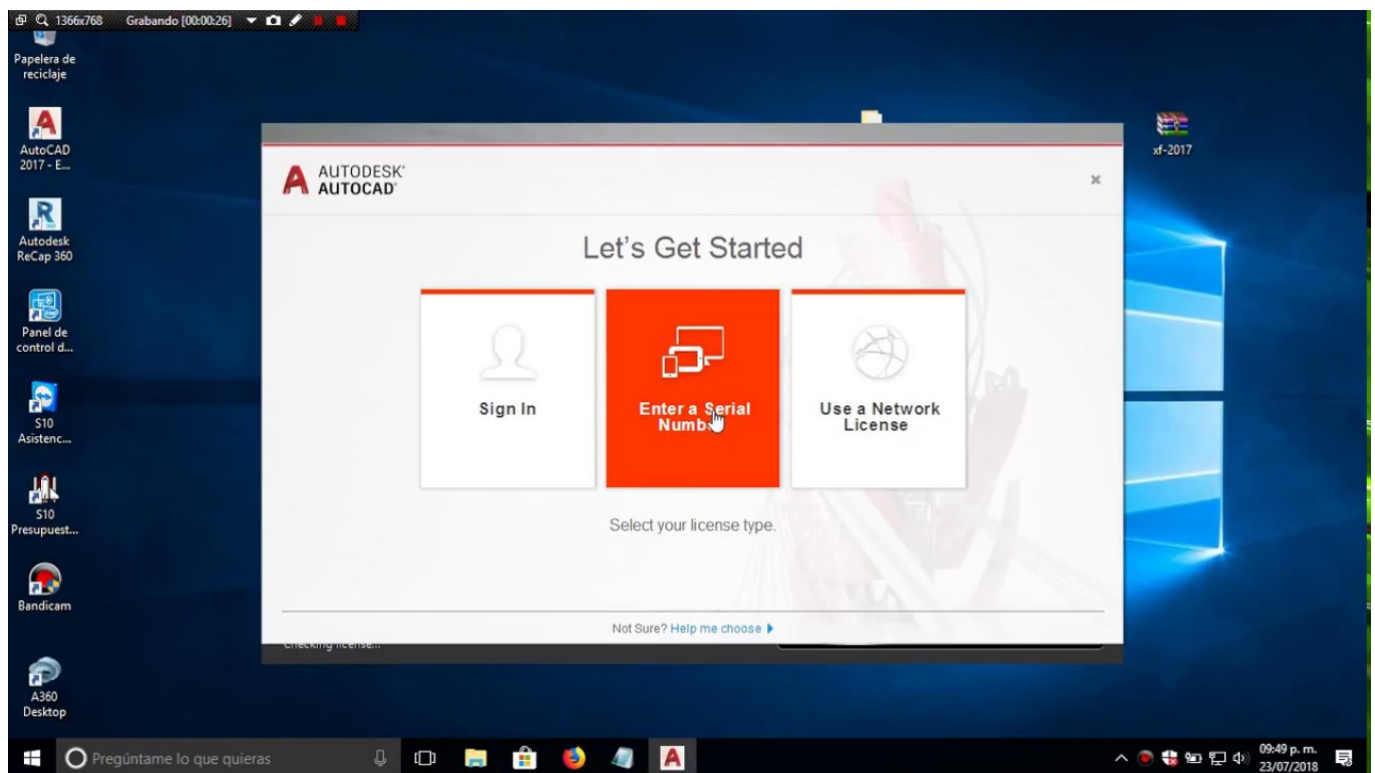 1366x768 Grabando [00:00:26]
Papelera de
reciclaje
AutoCAD
2017 - E...
Autodesk
ReCap 360
Panel de
control d...
S10
Asistenc...
S10
Presupuest...
Bandicam
A360
Desktop
xf-2017
AUTODESK®
AUTOCAD®
Let's Get Started
Sign In
Enter a Serial
Number
Use a Network
License
Select your license type.
Not Sure? Help me choose
Checking license...
Pregúntame lo que quieras
09:49 p. m.
23/07/2018